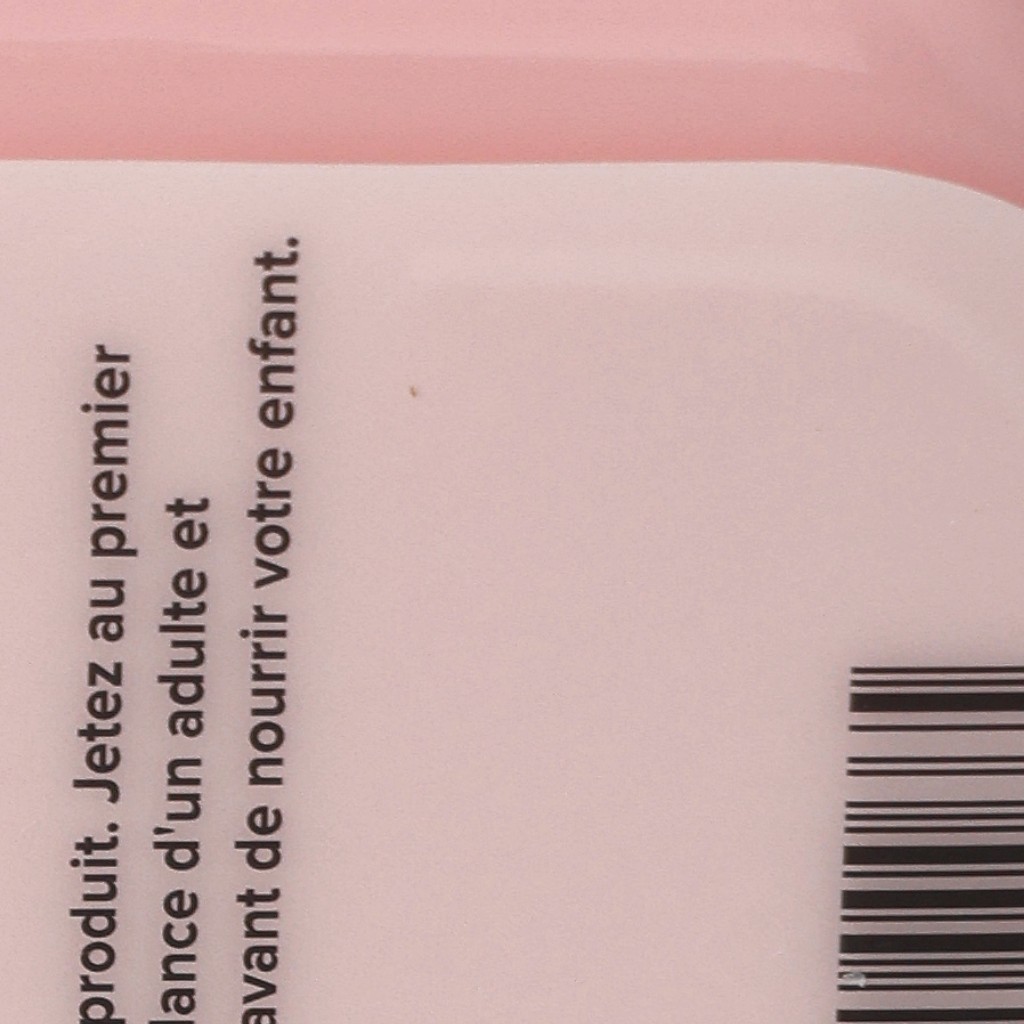 produit. Jetez au premier
lance d'un adulte et
avant de nourrir votre enfant.